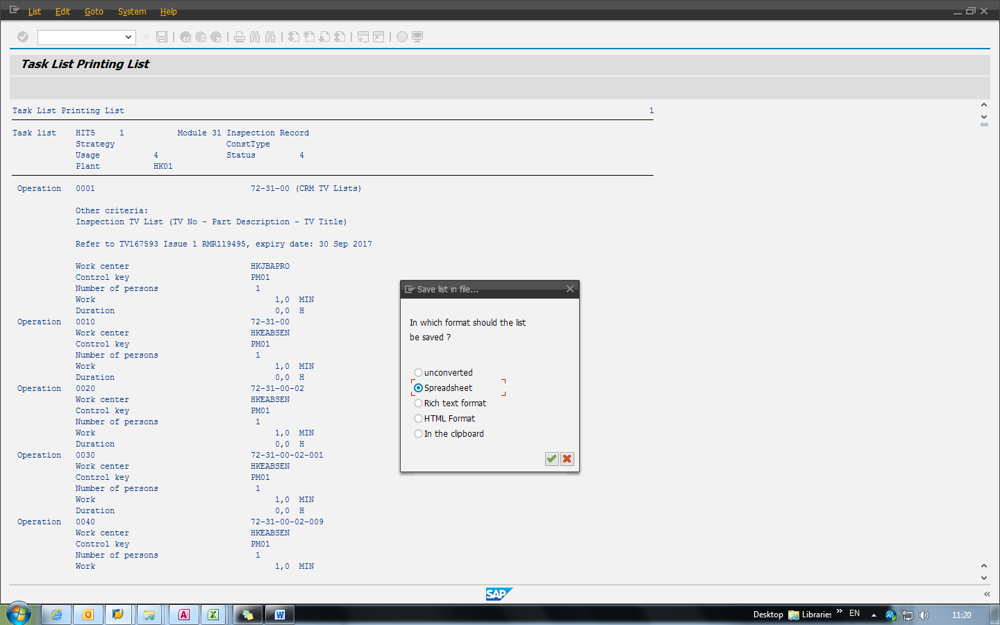 List Edit Goto System Help
Task List Printing List
Task List Printing List 1
Task list HIT5 1 Module 31 Inspection Record
Strategy ConstType
Usage 4 Status 4
Plant HK01
Operation 0001 72-31-00 (CRM TV Lists)
Other criteria:
Inspection TV List (TV No - Part Description - TV Title)
Refer to TV167593 Issue 1 RMR119495, expiry date: 30 Sep 2017
Work center HKJBAPRO
Control key PM01
Number of persons 1
Work 1,0 MIN
Duration 0,0 H
Operation 0010 72-31-00
Work center HKEABSEN
Control key PM01
Number of persons 1
Work 1,0 MIN
Duration 0,0 H
Operation 0020 72-31-00-02
Work center HKEABSEN
Control key PM01
Number of persons 1
Work 1,0 MIN
Duration 0,0 H
Operation 0030 72-31-00-02-001
Work center HKEABSEN
Control key PM01
Number of persons 1
Work 1,0 MIN
Duration 0,0 H
Operation 0040 72-31-00-02-009
Work center HKEABSEN
Control key PM01
Number of persons 1
Work 1,0 MIN
Save list in file...
In which format should the list
be saved ?
unconverted
Spreadsheet
Rich text format
HTML Format
In the clipboard
SAP
Desktop Libraries EN 11:20